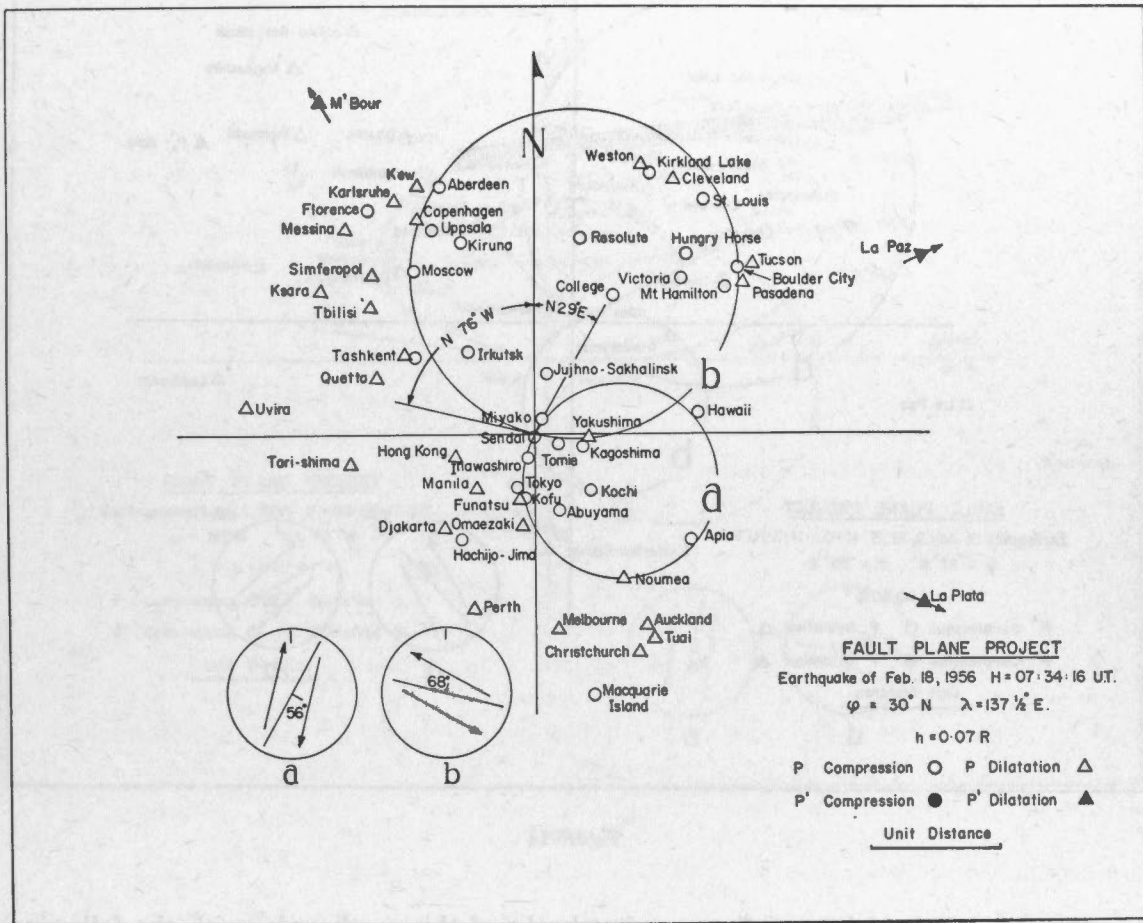 M' Bour
N
Weston
Kirkland Lake
Cleveland
St. Louis
Kew
Aberdeen
Karlsruhe
Florence
Copenhagen
Uppsala
Messina
Kiruna
Resolute
Hungry Horse
La Paz
Tucson
Simferopol
Moscow
Victoria
Boulder City
College
Mt Hamilton
Pasadena
Ksara
Tbilisi
N 76° W
N 29° E
Tashkent
Irkutsk
Quetta
Jujhno-Sakhalinsk
b
Uvira
Miyako
Hawaii
Yakushima
Sendai
Hong Kong
Tomie
Kagoshima
Tari-shima
Inawashiro
Manila
Tokyo
Kochi
a
Funatsu
Kofu
Abuyama
Djakarta
Omaezaki
Hachijo-Jima
Apia
Noumea
Perth
La Plata
Melbourne
Auckland
Tuai
Christchurch
Macquarie
Island
56°
68°
a
b
FAULT PLANE PROJECT
Earthquake of Feb. 18, 1956 H = 07:34:16 U.T.
φ = 30° N λ = 137 ½° E.
h = 0.07 R
P Compression P Dilatation
P' Compression P' Dilatation
Unit Distance